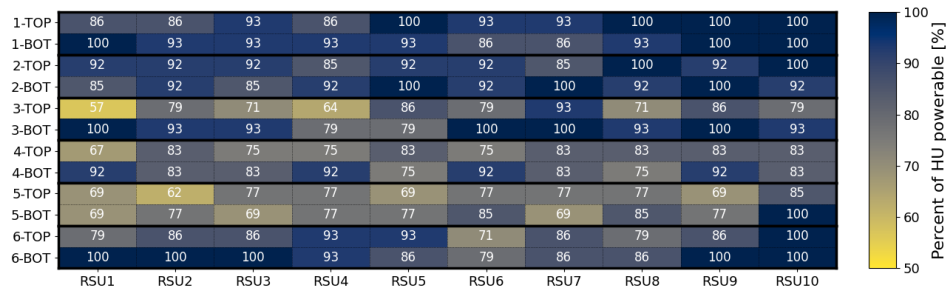 1-TOP 86 86 93 86 100 93 93 100 100 100
1-BOT 100 93 93 93 93 86 86 93 100 100
2-TOP 92 92 92 85 92 92 85 100 92 100
2-BOT 85 92 85 92 100 92 100 92 100 92
3-TOP 57 79 71 64 86 79 93 71 86 79
3-BOT 100 93 93 79 79 100 100 93 100 93
4-TOP 67 83 75 75 83 75 83 83 83 83
4-BOT 92 83 83 92 75 92 83 75 92 83
5-TOP 69 62 77 77 69 77 77 77 69 85
5-BOT 69 77 69 77 77 85 69 85 77 100
6-TOP 79 86 86 93 93 71 86 79 86 100
6-BOT 100 100 100 93 86 79 86 86 100 100
RSU1 RSU2 RSU3 RSU4 RSU5 RSU6 RSU7 RSU8 RSU9 RSU10
100
90
80
70
60
50
Percent of HU powerable [%]